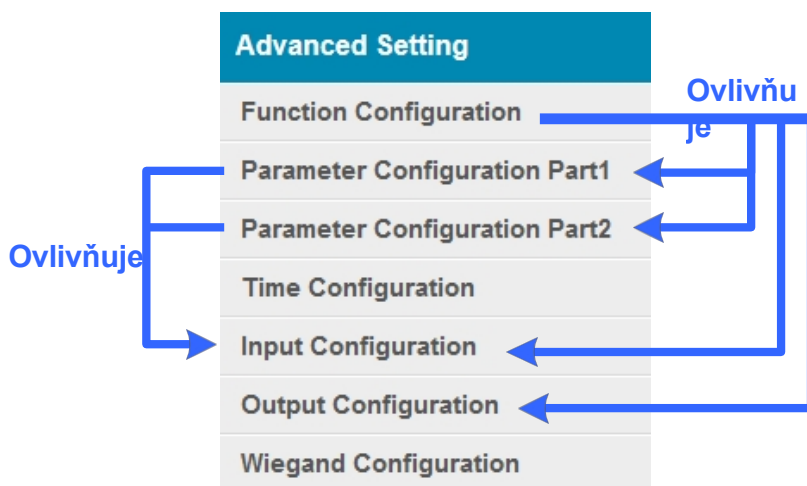 Advanced Setting
Function Configuration
Ovlivňu
je
Parameter Configuration Part1
Parameter Configuration Part2
Ovlivňuje
Time Configuration
Input Configuration
Output Configuration
Wiegand Configuration